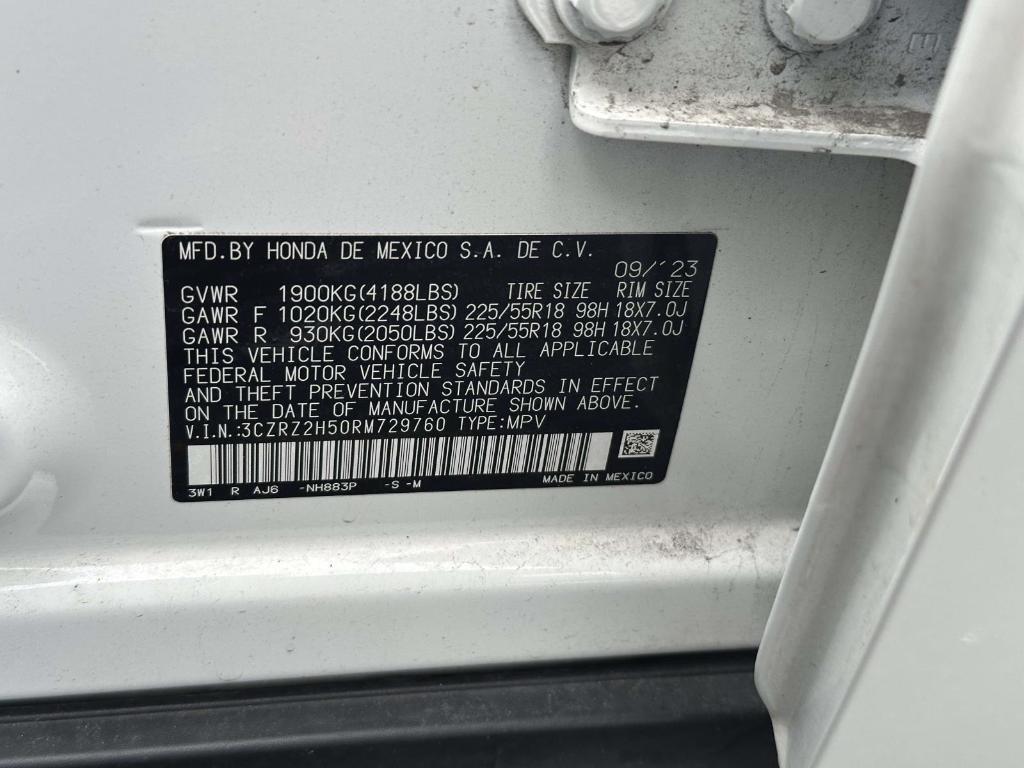 MFD.BY HONDA DE MEXICO S.A. DE C.V.
09/'23
GVWR 1900KG(4188LBS) TIRE SIZE RIM SIZE
GAWR F 1020KG(2248LBS) 225/55R18 98H 18X7.0J
GAWR R 930KG(2050LBS) 225/55R18 98H 18X7.0J
THIS VEHICLE CONFORMS TO ALL APPLICABLE
FEDERAL MOTOR VEHICLE SAFETY
AND THEFT PREVENTION STANDARDS IN EFFECT
ON THE DATE OF MANUFACTURE SHOWN ABOVE.
V.I.N.:3CZRZ2H50RM729760 TYPE:MPV
3W1 R AJ6 -NH883P -S -M MADE IN MEXICO